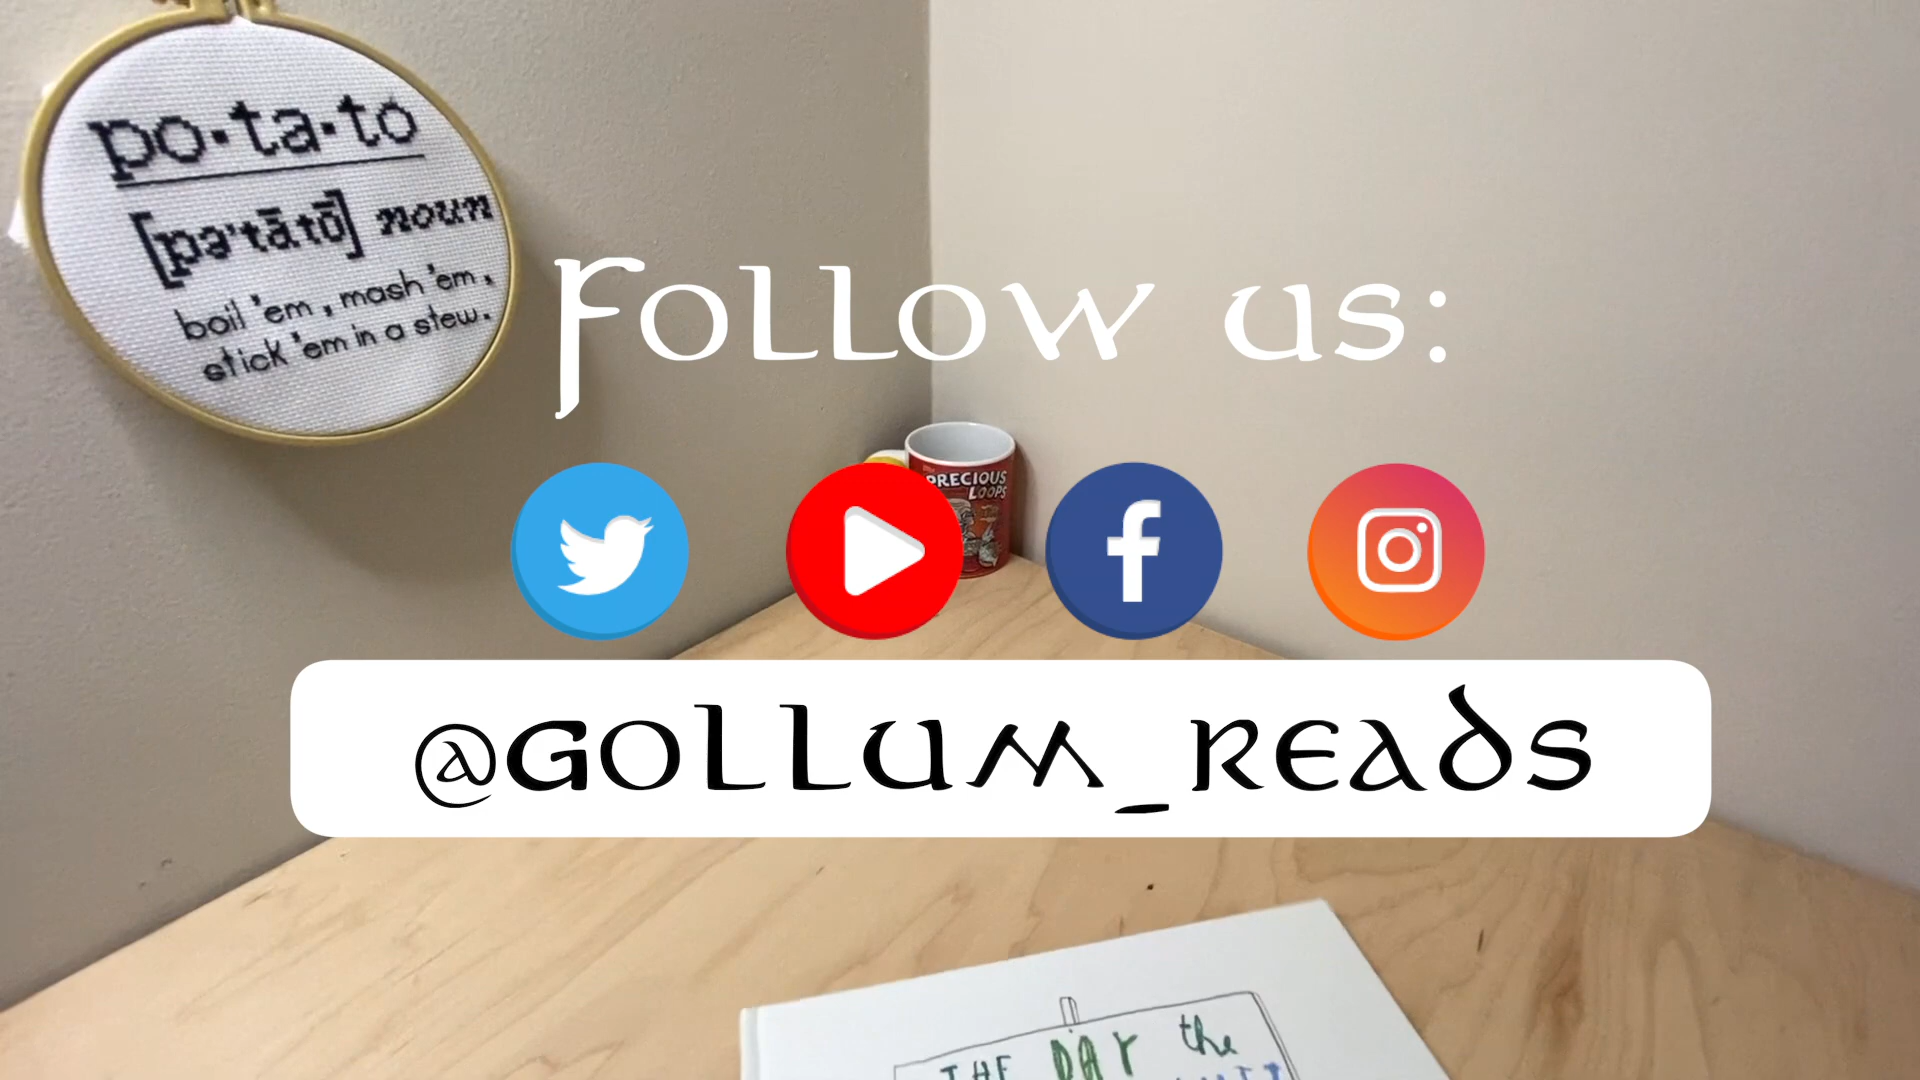 po·ta·to
[pə'tātō] noun
boil 'em, mash 'em,
stick 'em in a stew.
Follow us:
PRECIOUS
LOOPS
@GOLLUM_READS
THE DAY the